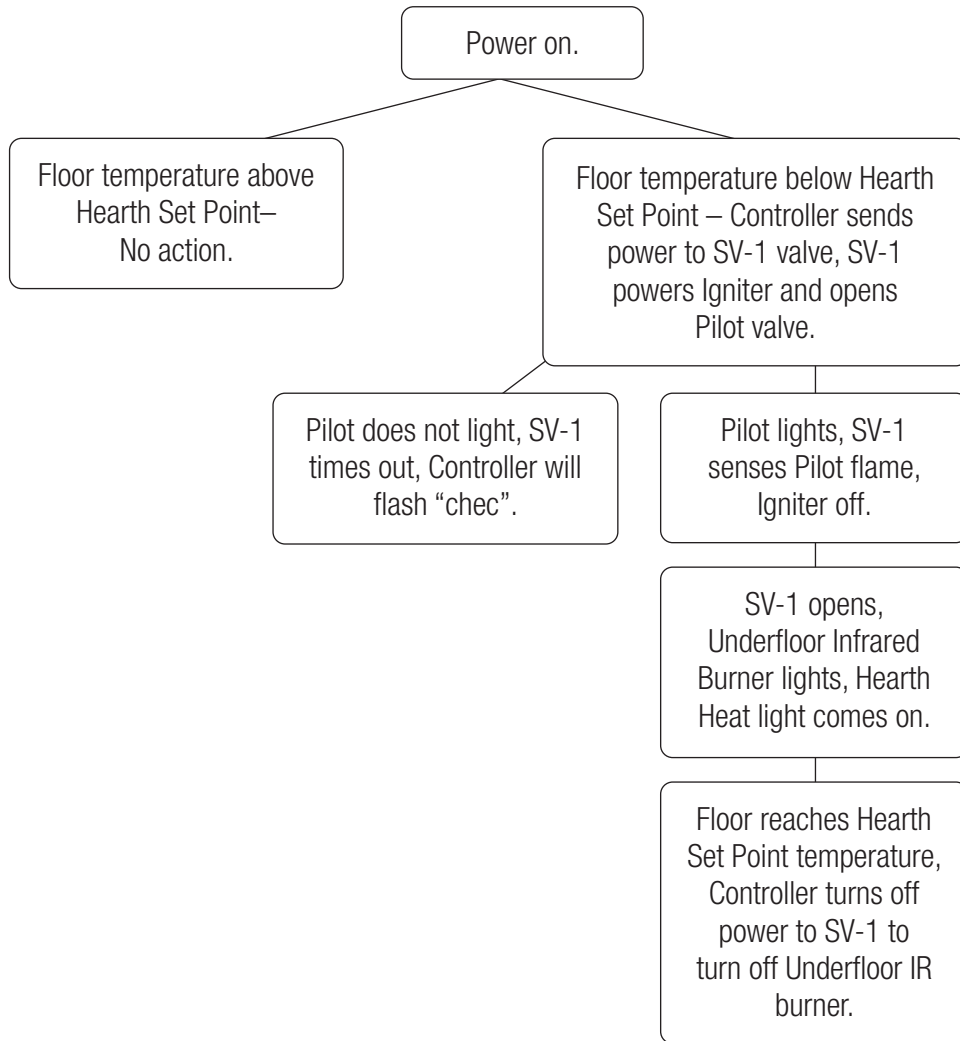 Power on.
Floor temperature above
Hearth Set Point–
No action.
Floor temperature below Hearth
Set Point – Controller sends
power to SV-1 valve, SV-1
powers Igniter and opens
Pilot valve.
Pilot does not light, SV-1
times out, Controller will
flash “chec”.
Pilot lights, SV-1
senses Pilot flame,
Igniter off.
SV-1 opens,
Underfloor Infrared
Burner lights, Hearth
Heat light comes on.
Floor reaches Hearth
Set Point temperature,
Controller turns off
power to SV-1 to
turn off Underfloor IR
burner.